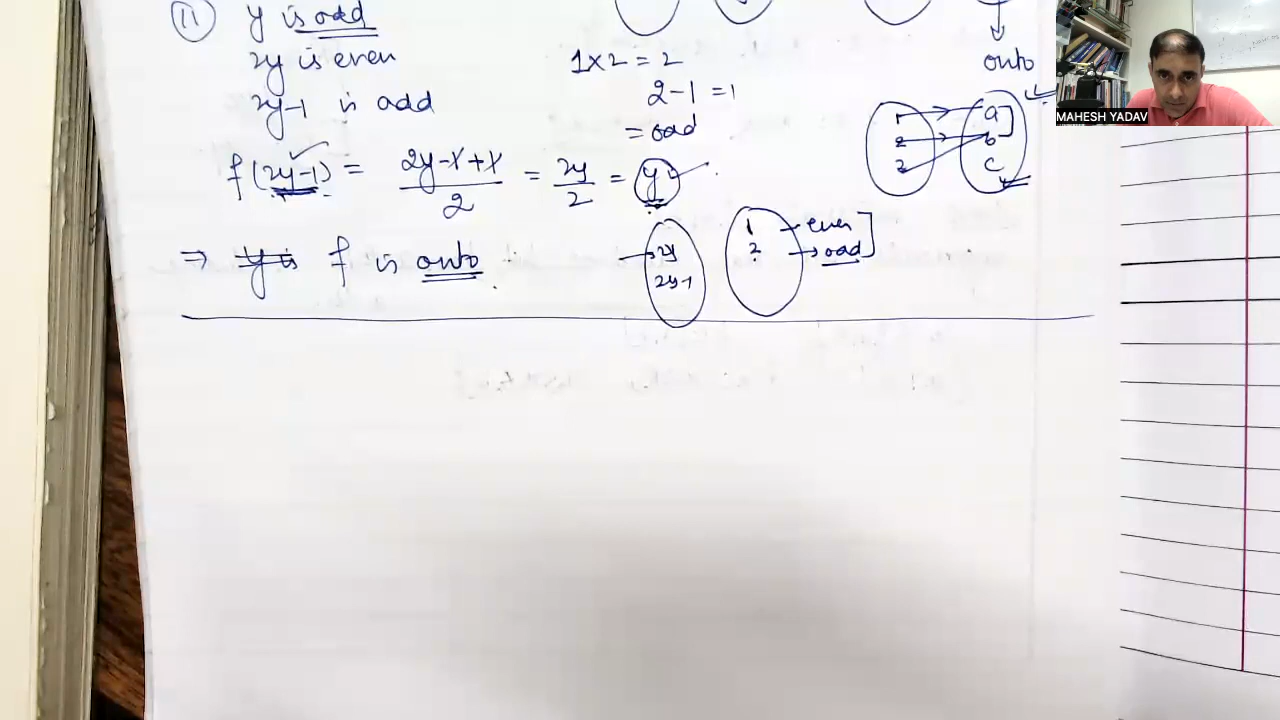 (11) y is odd
2y is even
2y-1 is odd
1×2 = 2
2-1 = 1
= odd
f(2y-1) = 2y-1+1/2 = 2y/2 = y
⇒ y is f is onto
2y
2y-1
1 → even
2 → odd
onto
1 a
2 b
3 c
MAHESH YADAV